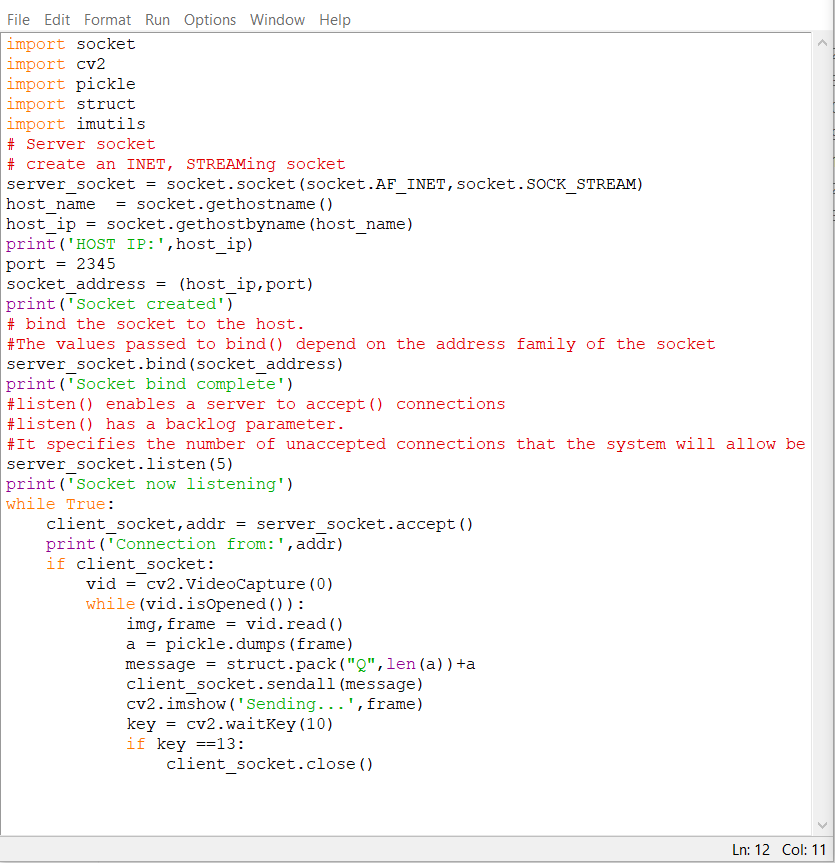 File Edit Format Run Options Window Help
import socket
import cv2
import pickle
import struct
import imutils
# Server socket
# create an INET, STREAMing socket
server_socket = socket.socket(socket.AF_INET,socket.SOCK_STREAM)
host_name  = socket.gethostname()
host_ip = socket.gethostbyname(host_name)
print('HOST IP:',host_ip)
port = 2345
socket_address = (host_ip,port)
print('Socket created')
# bind the socket to the host.
#The values passed to bind() depend on the address family of the socket
server_socket.bind(socket_address)
print('Socket bind complete')
#listen() enables a server to accept() connections
#listen() has a backlog parameter.
#It specifies the number of unaccepted connections that the system will allow be
server_socket.listen(5)
print('Socket now listening')
while True:
    client_socket,addr = server_socket.accept()
    print('Connection from:',addr)
    if client_socket:
        vid = cv2.VideoCapture(0)
        while(vid.isOpened()):
            img,frame = vid.read()
            a = pickle.dumps(frame)
            message = struct.pack("Q",len(a))+a
            client_socket.sendall(message)
            cv2.imshow('Sending...',frame)
            key = cv2.waitKey(10)
            if key ==13:
                client_socket.close()
Ln: 12 Col: 11